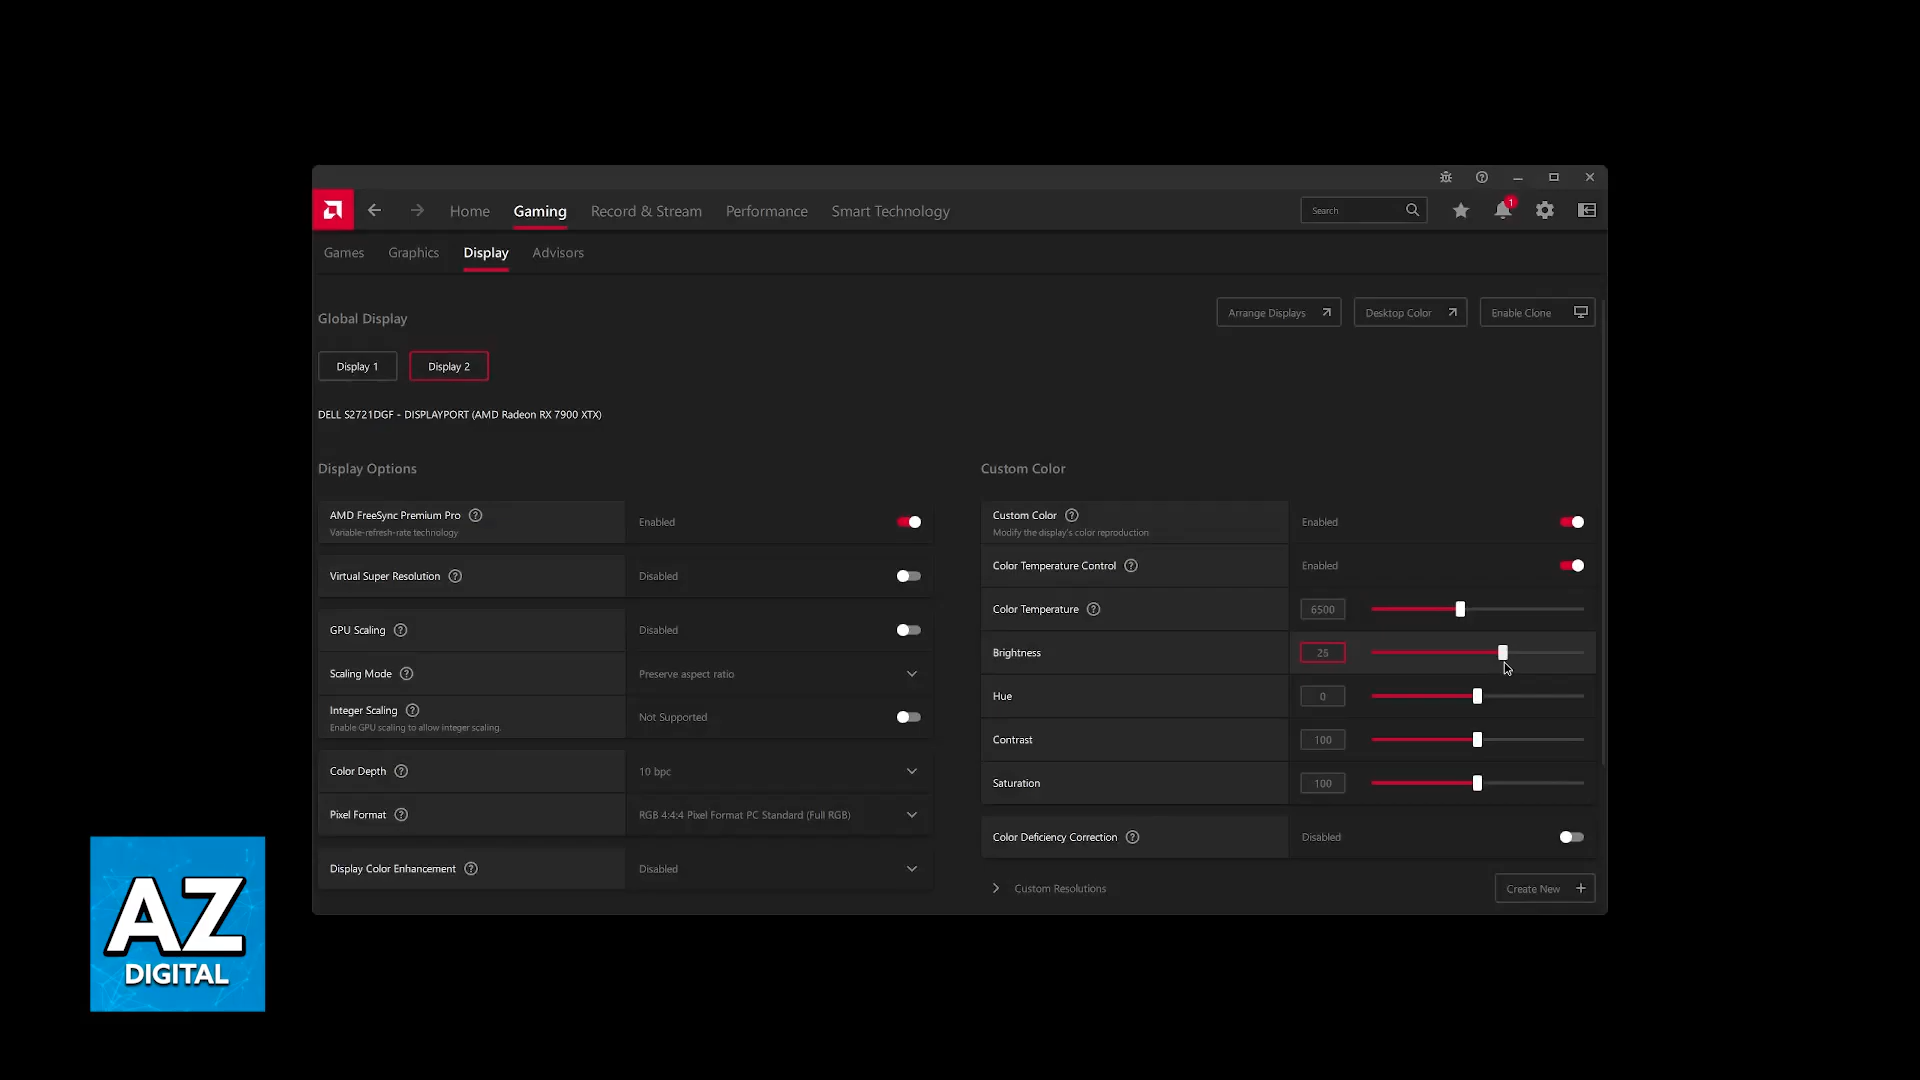 Home Gaming Record & Stream Performance Smart Technology Search 1
Games Graphics Display Advisors
Global Display
Arrange Displays Desktop Color Enable Clone
Display 1 Display 2
DELL S2721DGF - DISPLAYPORT (AMD Radeon RX 7900 XTX)
Display Options
AMD FreeSync Premium Pro Enabled
Variable-refresh-rate technology
Virtual Super Resolution Disabled
GPU Scaling Disabled
Scaling Mode Preserve aspect ratio
Integer Scaling Not Supported
Enable GPU scaling to allow integer scaling.
Color Depth 10 bpc
Pixel Format RGB 4:4:4 Pixel Format PC Standard (Full RGB)
Display Color Enhancement Disabled
Custom Color
Custom Color Enabled
Modify the display's color reproduction
Color Temperature Control Enabled
Color Temperature 6500
Brightness 25
Hue 0
Contrast 100
Saturation 100
Color Deficiency Correction Disabled
Custom Resolutions Create New
AZ
DIGITAL